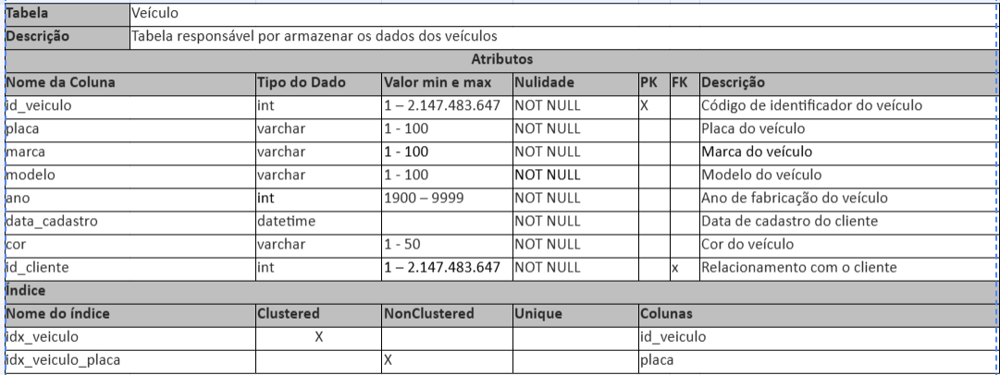 Tabela Veículo
Descrição Tabela responsável por armazenar os dados dos veículos
Atributos
Nome da Coluna Tipo do Dado Valor min e max Nulidade PK FK Descrição
id_veiculo int 1 – 2.147.483.647 NOT NULL X Código de identificador do veículo
placa varchar 1 - 100 NOT NULL Placa do veículo
marca varchar 1 - 100 NOT NULL Marca do veículo
modelo varchar 1 - 100 NOT NULL Modelo do veículo
ano int 1900 – 9999 NOT NULL Ano de fabricação do veículo
data_cadastro datetime NOT NULL Data de cadastro do cliente
cor varchar 1 - 50 NOT NULL Cor do veículo
id_cliente int 1 – 2.147.483.647 NOT NULL x Relacionamento com o cliente
Índice
Nome do índice Clustered NonClustered Unique Colunas
idx_veiculo X id_veiculo
idx_veiculo_placa X placa